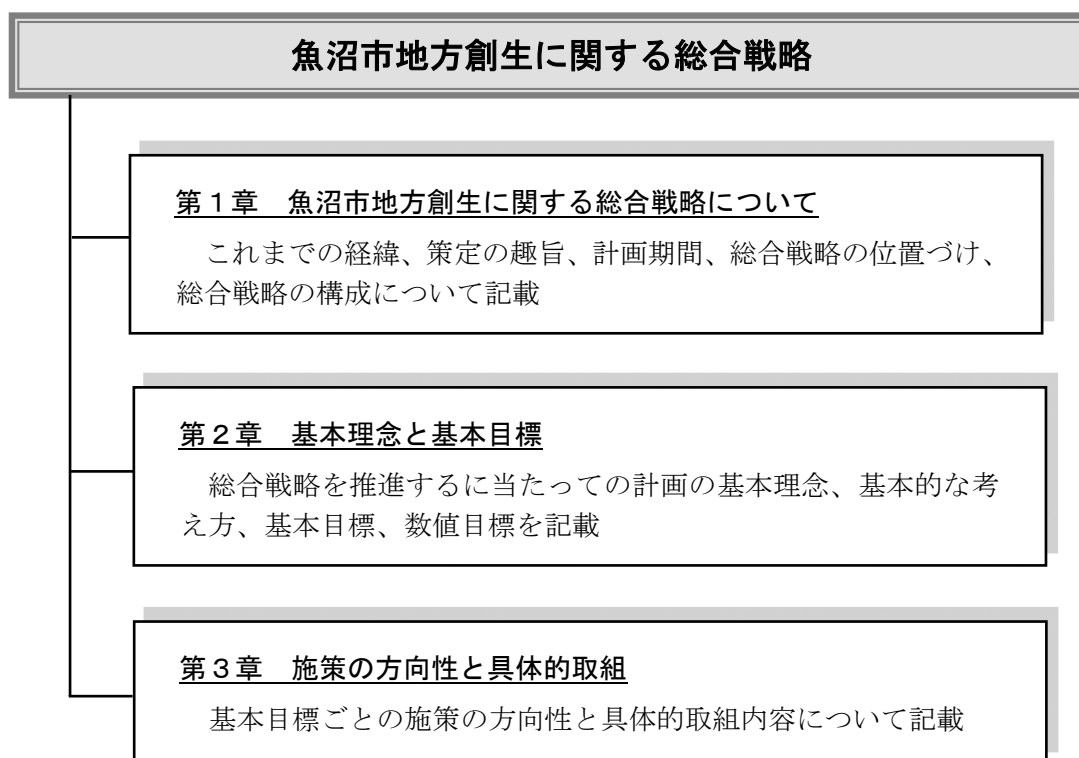 魚沼市地方創生に関する総合戦略
第1章　魚沼市地方創生に関する総合戦略について
これまでの経緯、策定の趣旨、計画期間、総合戦略の位置づけ、
総合戦略の構成について記載
第2章　基本理念と基本目標
総合戦略を推進するに当たっての計画の基本理念、基本的な考
え方、基本目標、数値目標を記載
第3章　施策の方向性と具体的取組
基本目標ごとの施策の方向性と具体的取組内容について記載